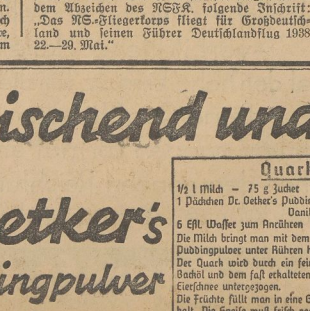 dem Abzeichen des NSFK. folgende Inschrift:
„Das NS.-Fliegerkorps fliegt für Großdeutsch-
land und seinen Führer Deutschlandflug 1938
22.—29. Mai."
ischend und
Quark
etker's
ingpulver
1/2 l Milch – 75 g Zucker
1 Päckchen Dr. Oetker's Puddin
Vanil
6 Eßl. Wasser zum Anrühren
Die Milch bringt man mit dem
Puddingpulver unter Rühren
Der Quark wird durch ein fei
Backöl und dem fast erkalteten
Eierschnee untergezogen.
Die Früchte füllt man in eine G